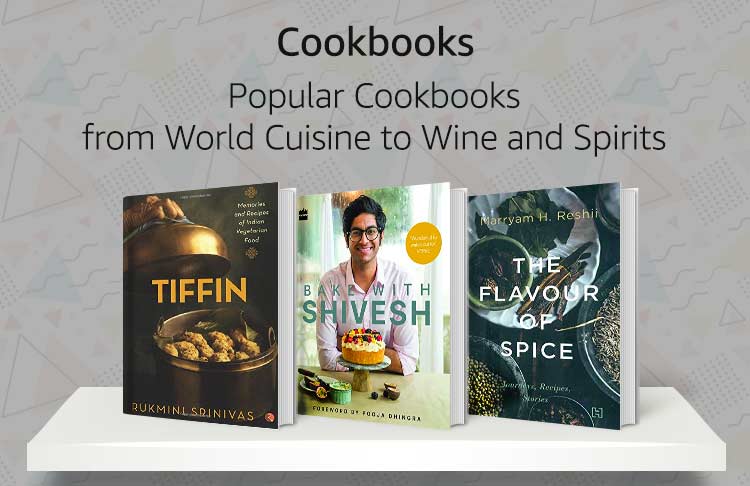 Cookbooks
Popular Cookbooks
from World Cuisine to Wine and Spirits
Memories
and Recipes
of Indian
Vegetarian
Food
TIFFIN
RUKMINI SRINIVAS
BAKE WITH
SHIVESH
FOREWORD BY POOJA DHINGRA
Marryam H. Reshii
THE
FLAVOUR
OF
SPICE
Journeys, Recipes,
Stories